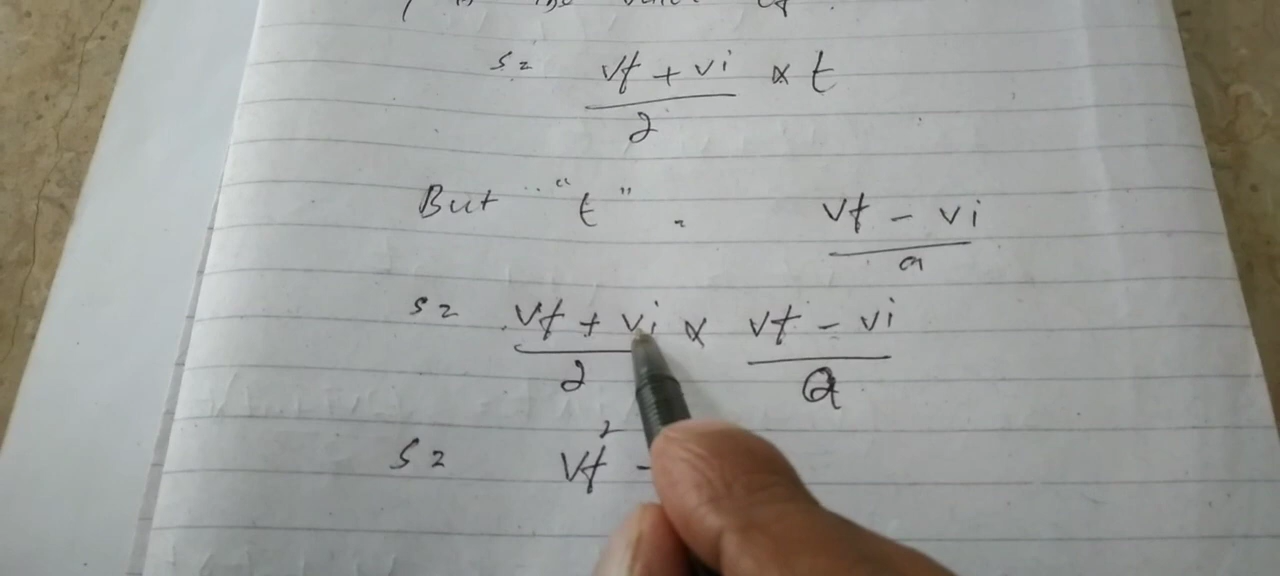 S = Vf + Vi / 2 × t
But "t" = Vf - Vi / a
S = Vf + Vi / 2 × Vf - Vi / a
S = Vf² -